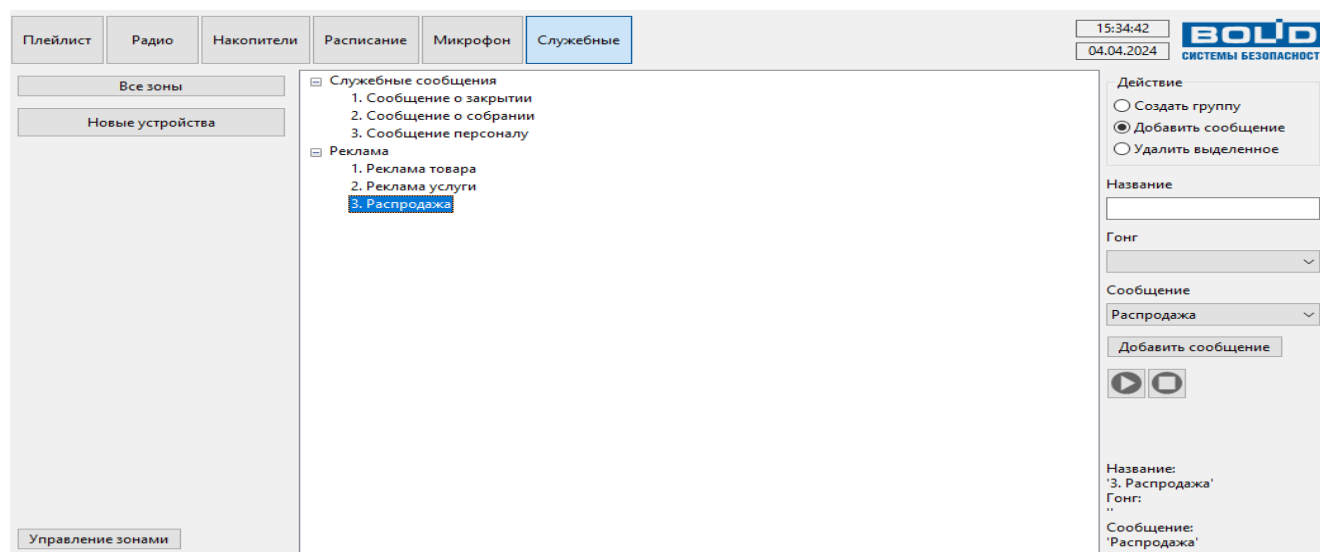 Плейлист
Радио
Накопители
Расписание
Микрофон
Служебные
15:34:42
04.04.2024
BOLID
СИСТЕМЫ БЕЗОПАСНОСТ
Все зоны
Новые устройства
Служебные сообщения
1. Сообщение о закрытии
2. Сообщение о собрании
3. Сообщение персоналу
Реклама
1. Реклама товара
2. Реклама услуги
3. Распродажа
Действие
Создать группу
Добавить сообщение
Удалить выделенное
Название
Гонг
Сообщение
Распродажа
Добавить сообщение
Название:
'3. Распродажа'
Гонг:
''
Сообщение:
'Распродажа'
Управление зонами